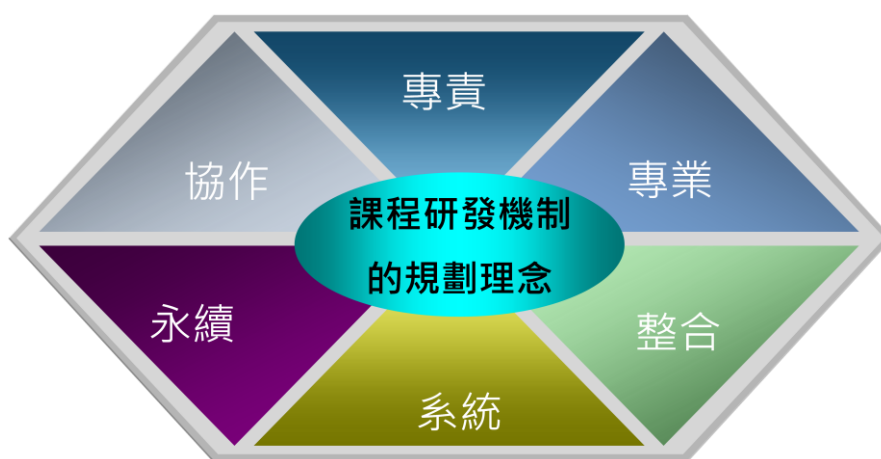 專責
協作
專業
課程研發機制
的規劃理念
永續
整合
系統